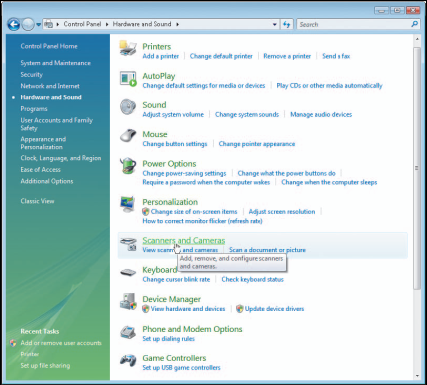 Control Panel ▸ Hardware and Sound ▸
Search
Control Panel Home
System and Maintenance
Security
Network and Internet
Hardware and Sound
Programs
User Accounts and Family
Safety
Appearance and
Personalization
Clock, Language, and Region
Ease of Access
Additional Options
Classic View
Recent Tasks
Add or remove user accounts
Printer
Set up file sharing
Printers
Add a printer | Change default printer | Remove a printer | Send a fax
AutoPlay
Change default settings for media or devices | Play CDs or other media automatically
Sound
Adjust system volume | Change system sounds | Manage audio devices
Mouse
Change button settings | Change pointer appearance
Power Options
Change power-saving settings | Change what the power buttons do
Require a password when the computer wakes | Change when the computer sleeps
Personalization
Change size of on-screen items | Adjust screen resolution
How to correct monitor flicker (refresh rate)
Scanners and Cameras
View scanners and cameras | Scan a document or picture
Add, remove, and configure scanners
and cameras.
Keyboard
Change cursor blink rate | Check keyboard status
Device Manager
View hardware and devices | Update device drivers
Phone and Modem Options
Set up dialing rules
Game Controllers
Set up USB game controllers